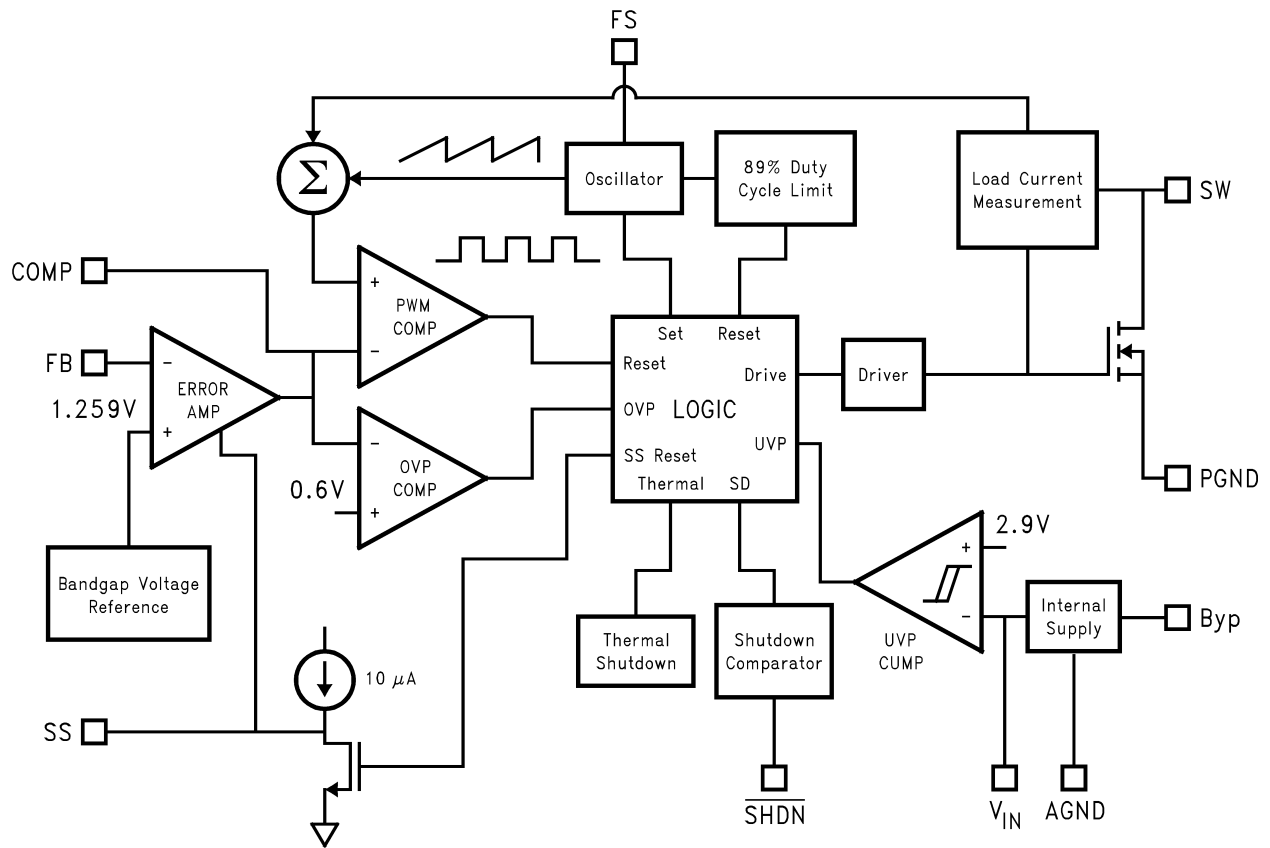 FS
Σ
Oscillator
89% Duty
Cycle Limit
Load Current
Measurement
SW
COMP
+
PWM
COMP
−
Set
Reset
Reset
FB
−
ERROR
AMP
1.259V
+
Drive
Driver
OVP
LOGIC
−
UVP
SS Reset
OVP
COMP
0.6V
+
Thermal
SD
PGND
2.9V
+
−
Bandgap Voltage
Reference
Internal
Supply
Byp
UVP
CUMP
Thermal
Shutdown
Shutdown
Comparator
10 μA
SS
SHDN
VIN
AGND